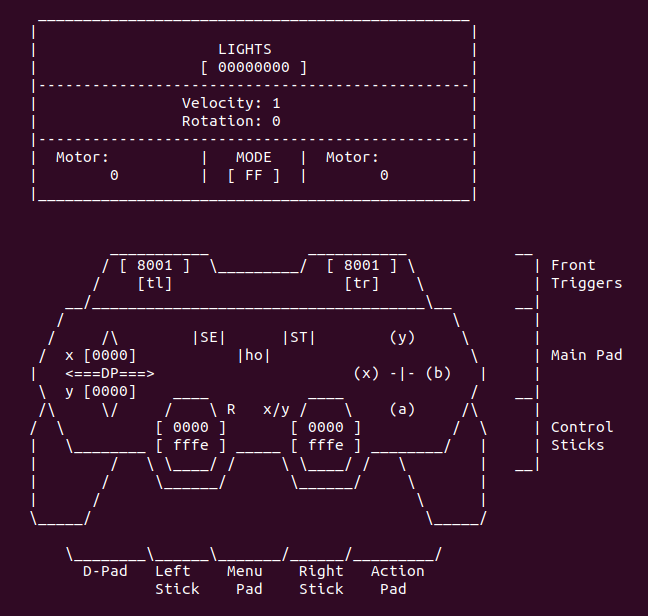 LIGHTS
[ 00000000 ]
Velocity: 1
Rotation: 0
Motor: | MODE | Motor:
0 | [ FF ] | 0
[ 8001 ] [ 8001 ] Front
[tl] [tr] Triggers
|SE| |ST| (y)
x [0000] |ho| Main Pad
<===DP===> (x) -|- (b)
y [0000]
R x/y (a)
[ 0000 ] [ 0000 ] Control
[ fffe ] [ fffe ] Sticks
D-Pad Left Menu Right Action
Stick Pad Stick Pad